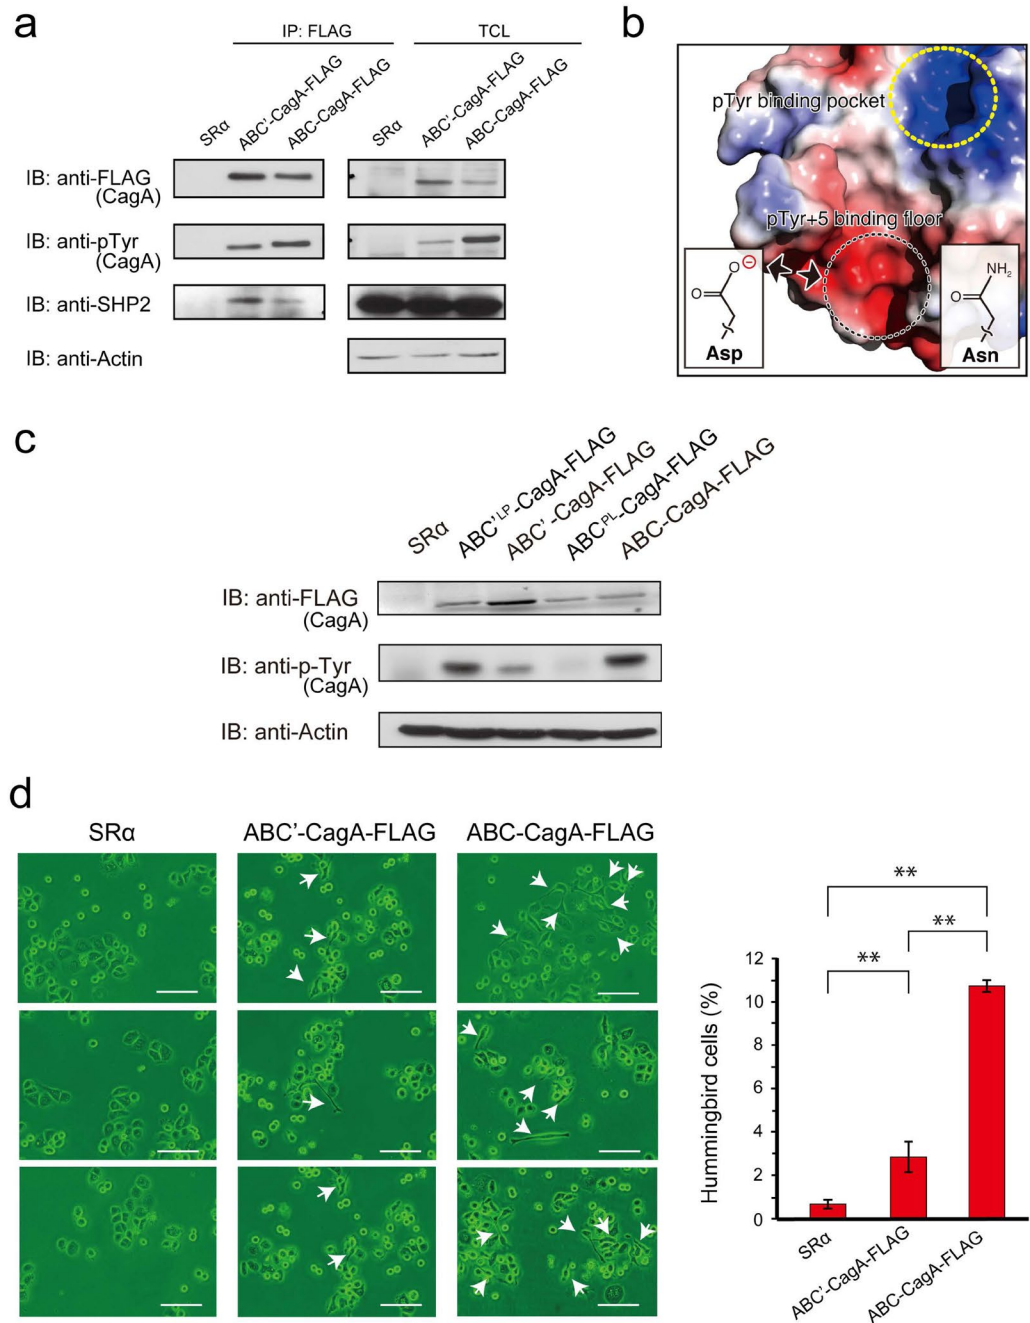 a
IP: FLAG
TCL
SRα
ABC'-CagA-FLAG
ABC-CagA-FLAG
SRα
ABC'-CagA-FLAG
ABC-CagA-FLAG
IB: anti-FLAG
(CagA)
IB: anti-pTyr
(CagA)
IB: anti-SHP2
IB: anti-Actin
b
pTyr binding pocket
pTyr+5 binding floor
O
O
−
Asp
NH₂
O
Asn
c
SRα
ABC'ᴸᴾ-CagA-FLAG
ABC'-CagA-FLAG
ABCᴾᴸ-CagA-FLAG
ABC-CagA-FLAG
IB: anti-FLAG
(CagA)
IB: anti-p-Tyr
(CagA)
IB: anti-Actin
d
SRα
ABC'-CagA-FLAG
ABC-CagA-FLAG
**
**
**
Hummingbird cells (%)
12
10
8
6
4
2
0
SRα
ABC'-CagA-FLAG
ABC-CagA-FLAG